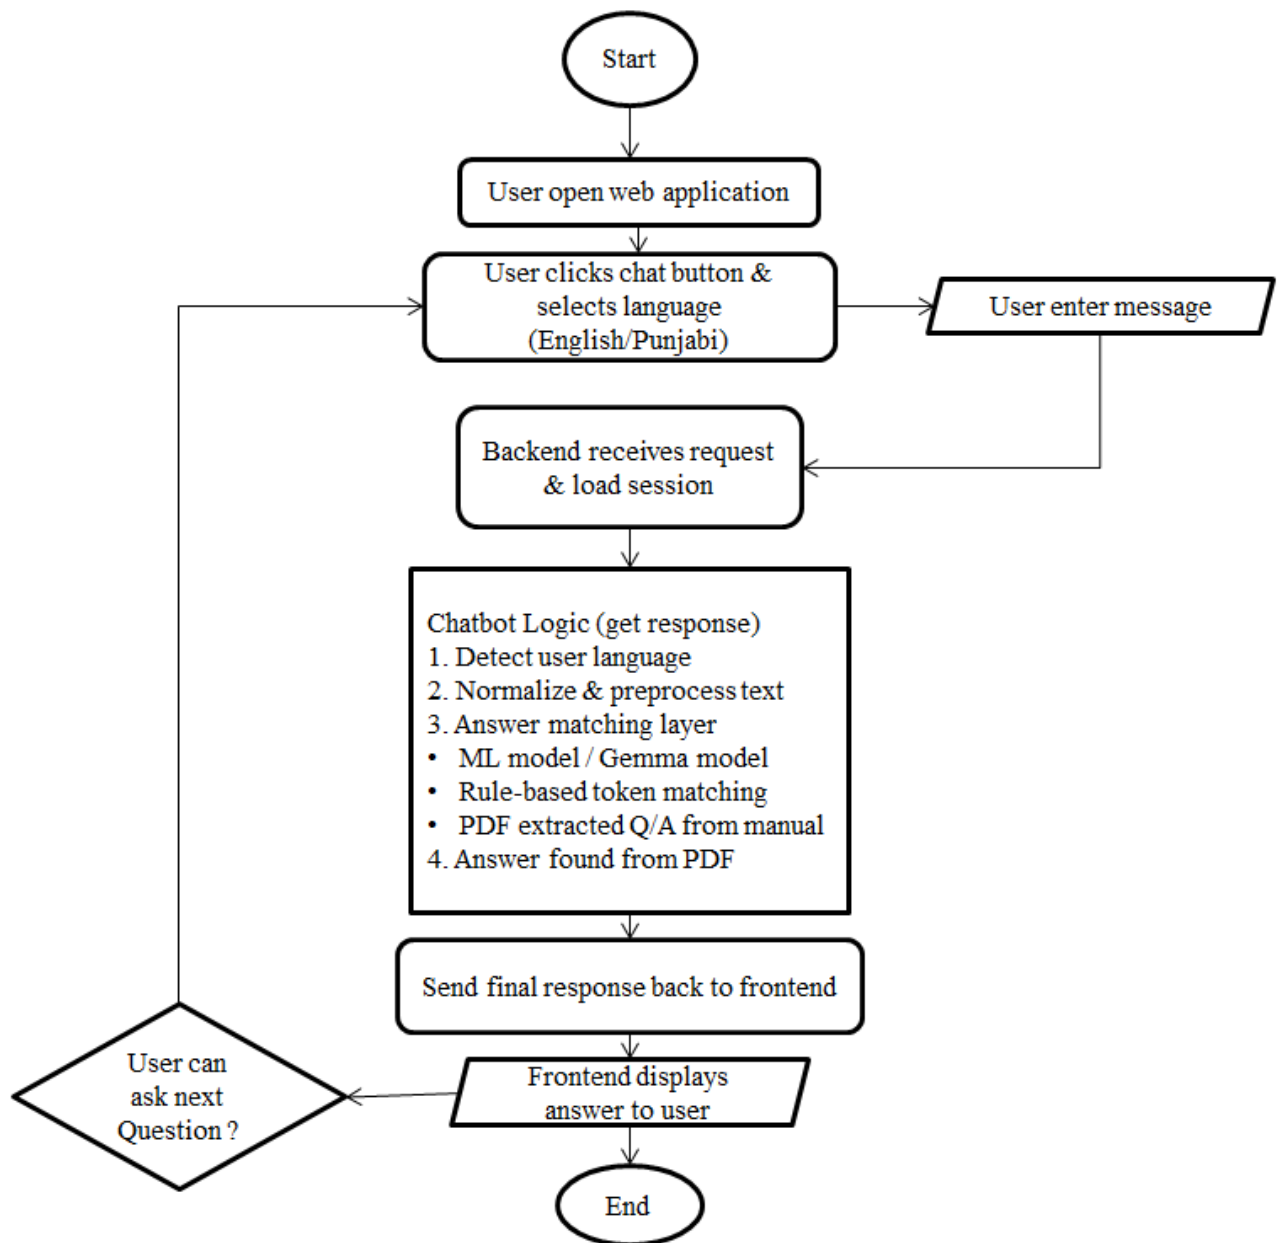 Start
User open web application
User clicks chat button &
selects language
(English/Punjabi)
User enter message
Backend receives request
& load session
Chatbot Logic (get response)
1. Detect user language
2. Normalize & preprocess text
3. Answer matching layer
• ML model / Gemma model
• Rule-based token matching
• PDF extracted Q/A from manual
4. Answer found from PDF
Send final response back to frontend
Frontend displays
answer to user
User can
ask next
Question ?
End